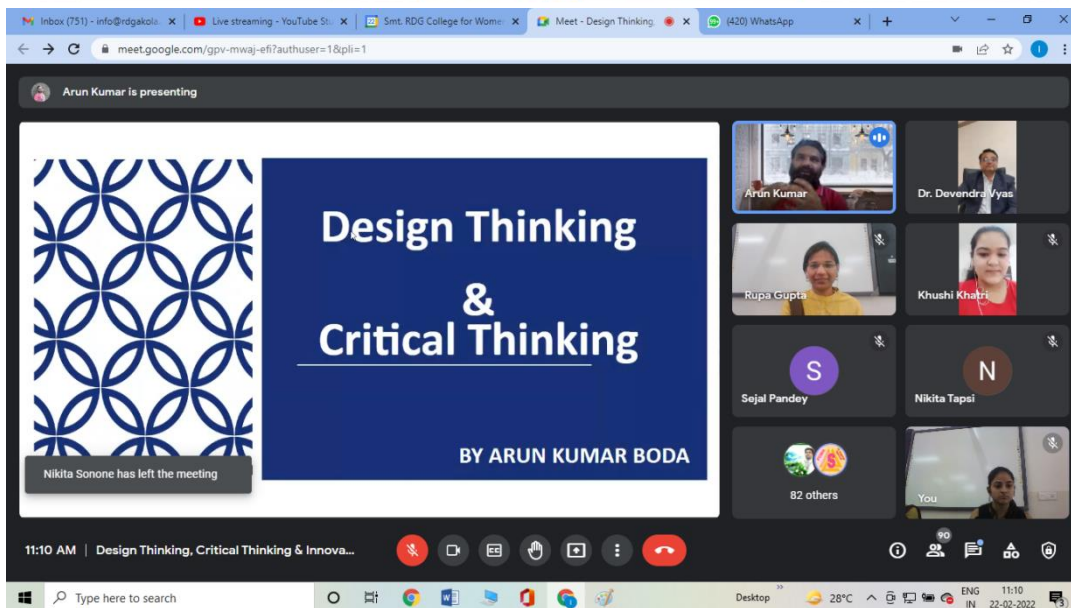 Inbox (751) - info@rdgakola.
Live streaming - YouTube Stu
Smt. RDG College for Wome
Meet - Design Thinking,
(420) WhatsApp
meet.google.com/gpv-mwaj-efi?authuser=1&pli=1
I
Arun Kumar is presenting
Design Thinking
&
Critical Thinking
BY ARUN KUMAR BODA
Nikita Sonone has left the meeting
Arun Kumar
Dr. Devendra Vyas
Rupa Gupta
Khushi Khatri
S
N
Sejal Pandey
Nikita Tapsi
82 others
You
11:10 AM | Design Thinking, Critical Thinking & Innova...
CC
90
Type here to search
Desktop
28°C
ENG
IN
11:10
22-02-2022
3